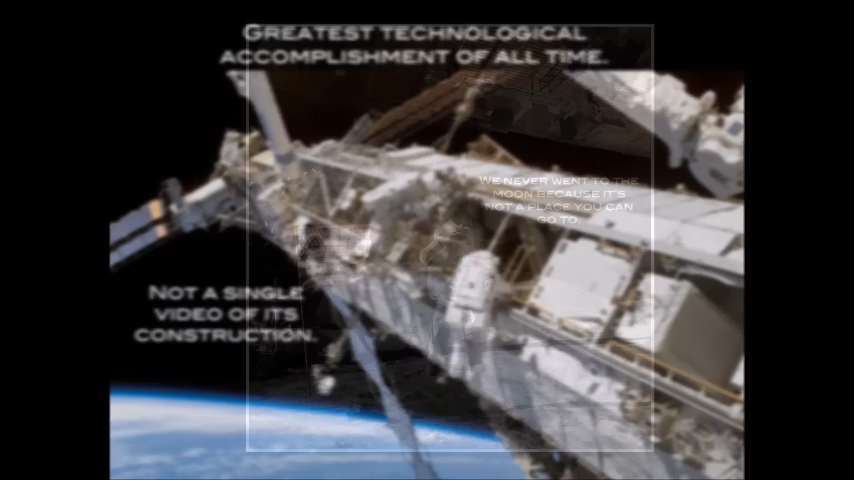 GREATEST TECHNOLOGICAL
ACCOMPLISHMENT OF ALL TIME.
WE NEVER WENT TO THE
MOON BECAUSE IT'S
NOT A PLACE YOU CAN
GO TO.
NOT A SINGLE
VIDEO OF ITS
CONSTRUCTION.